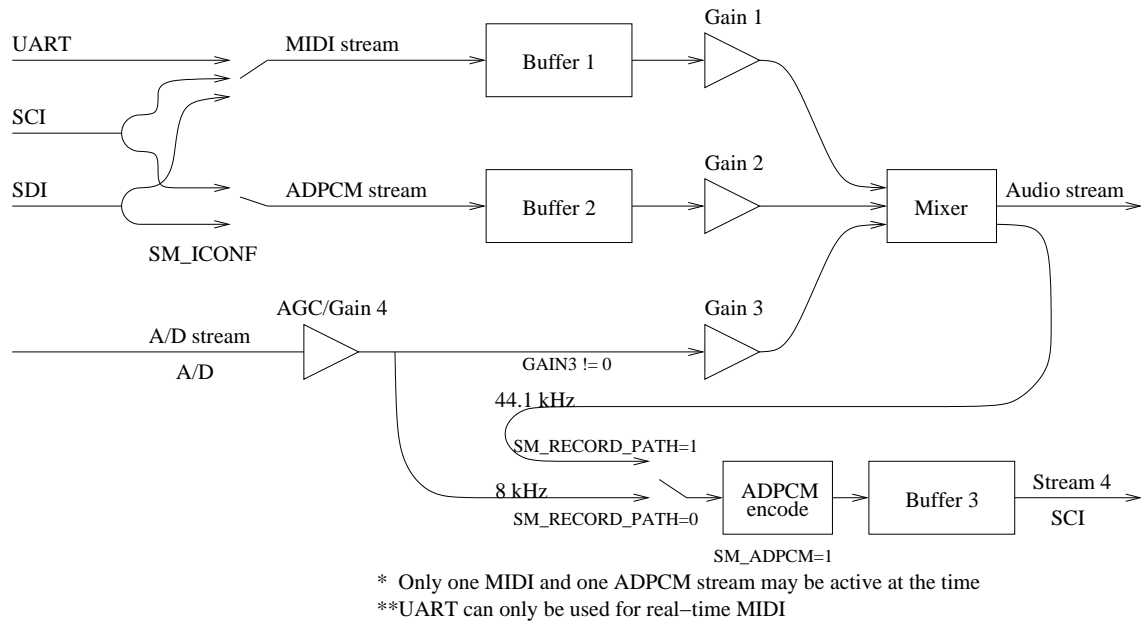 Gain 1
UART
MIDI stream
Buffer 1
SCI
Gain 2
SDI
ADPCM stream
Buffer 2
Mixer
Audio stream
SM_ICONF
AGC/Gain 4
Gain 3
A/D stream
A/D
GAIN3 != 0
44.1 kHz
SM_RECORD_PATH=1
8 kHz
SM_RECORD_PATH=0
ADPCM
encode
Buffer 3
Stream 4
SCI
SM_ADPCM=1
* Only one MIDI and one ADPCM stream may be active at the time
**UART can only be used for real−time MIDI